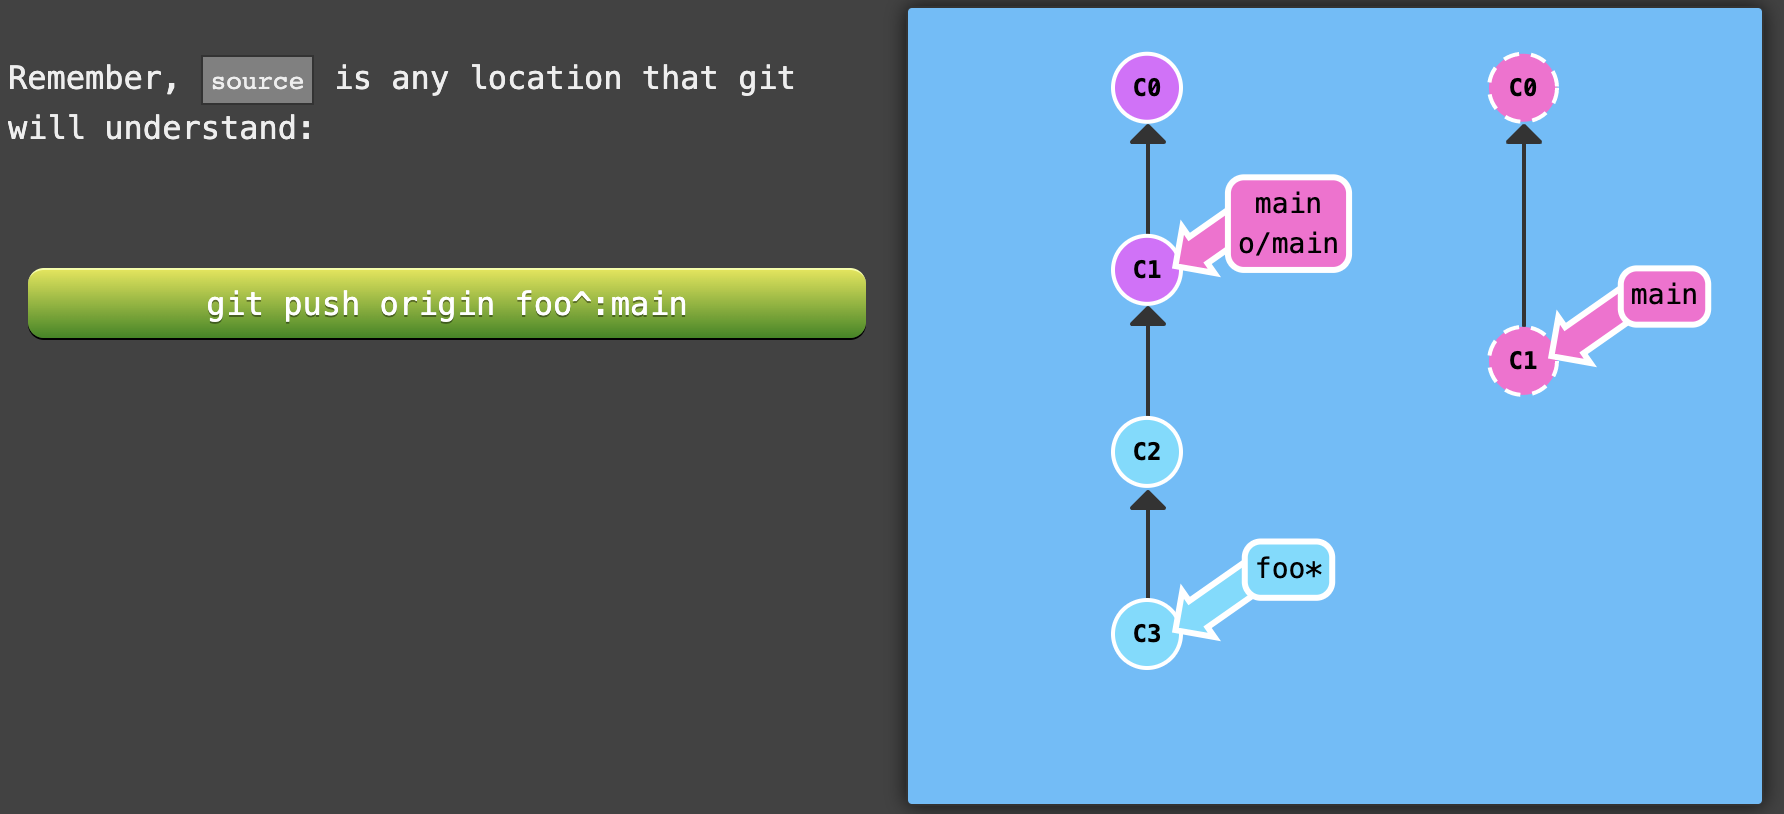 Remember, source is any location that git
will understand:
git push origin foo^:main
C0
main
o/main
C1
C2
foo*
C3
C0
main
C1